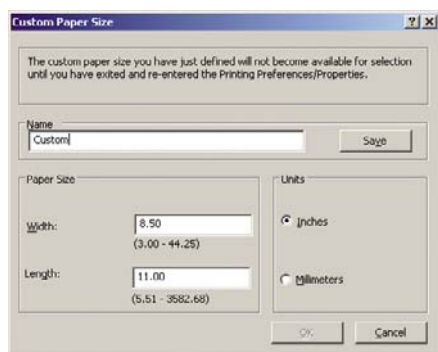 Custom Paper Size
The custom paper size you have just defined will not become available for selection
until you have exited and re-entered the Printing Preferences/Properties.
Name
Custom
Save
Paper Size
Width:
8.50
(3.00 - 44.25)
Length:
11.00
(5.51 - 3582.68)
Units
Inches
Milimeters
OK
Cancel